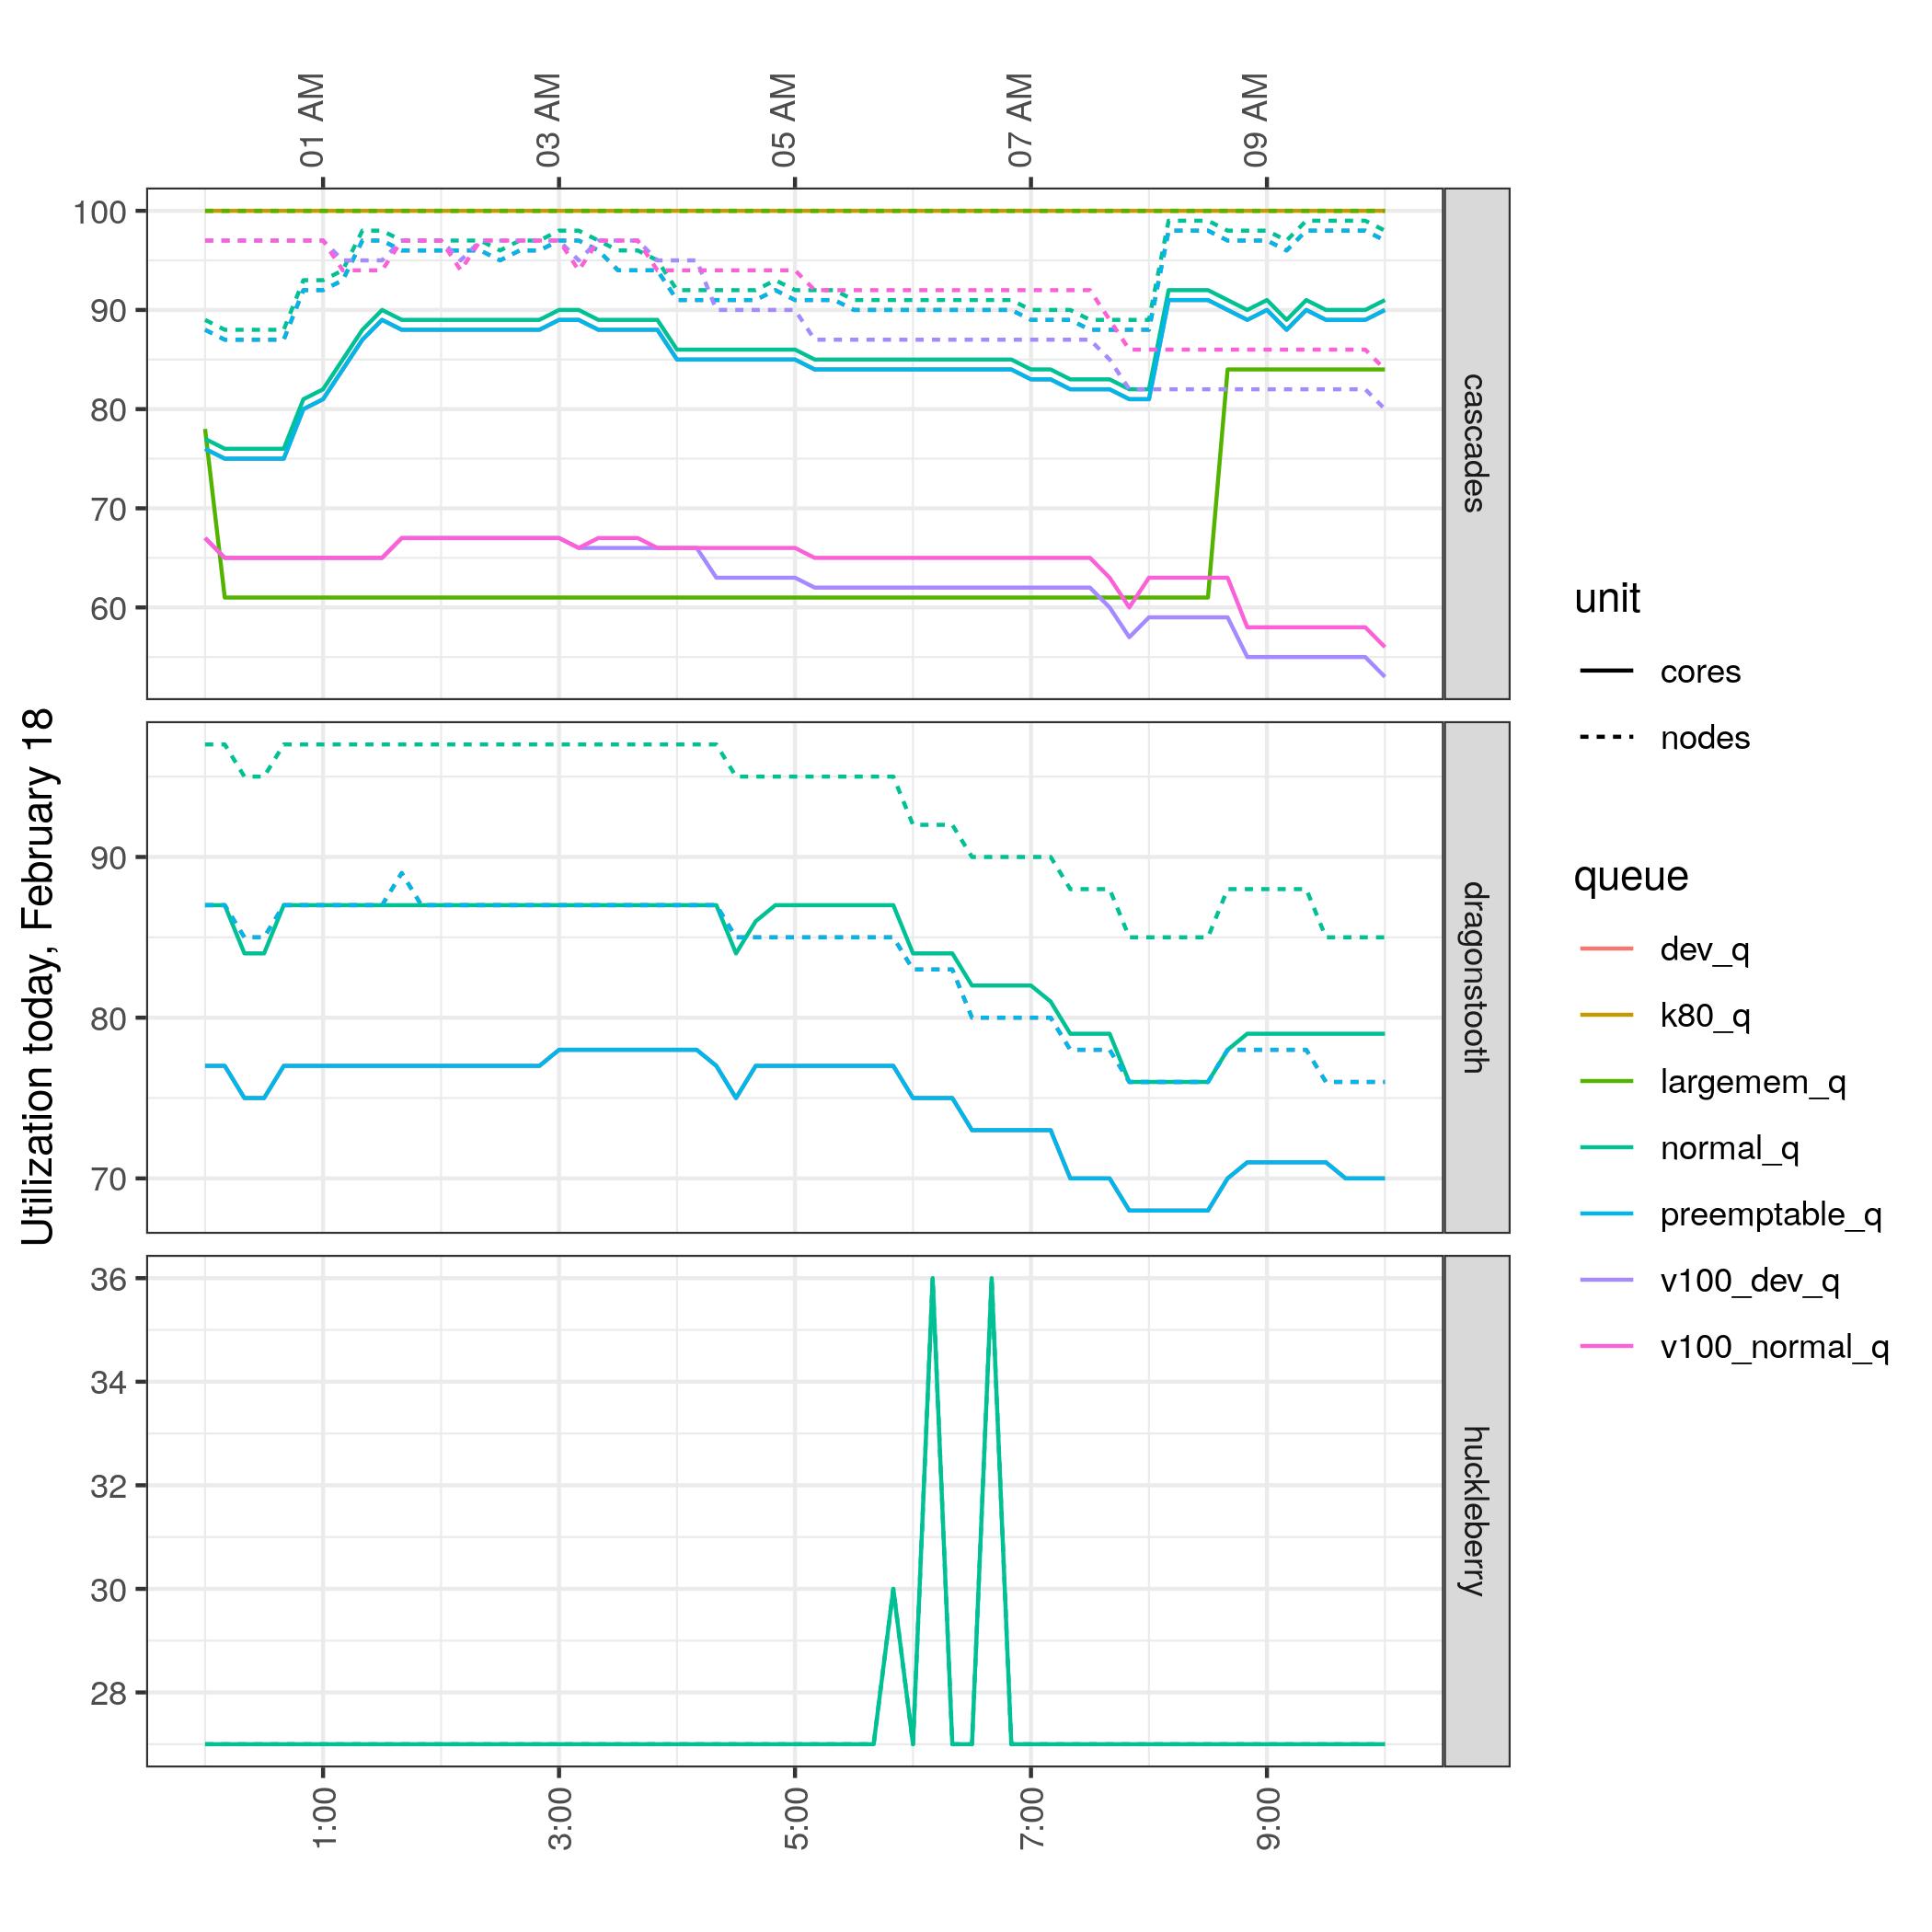 01 AM
03 AM
05 AM
07 AM
09 AM
Utilization today, February 18
100
90
80
70
60
cascades
90
80
70
dragonstooth
36
34
32
30
28
huckleberry
1:00
3:00
5:00
7:00
9:00
unit
cores
nodes
queue
dev_q
k80_q
largemem_q
normal_q
preemptable_q
v100_dev_q
v100_normal_q